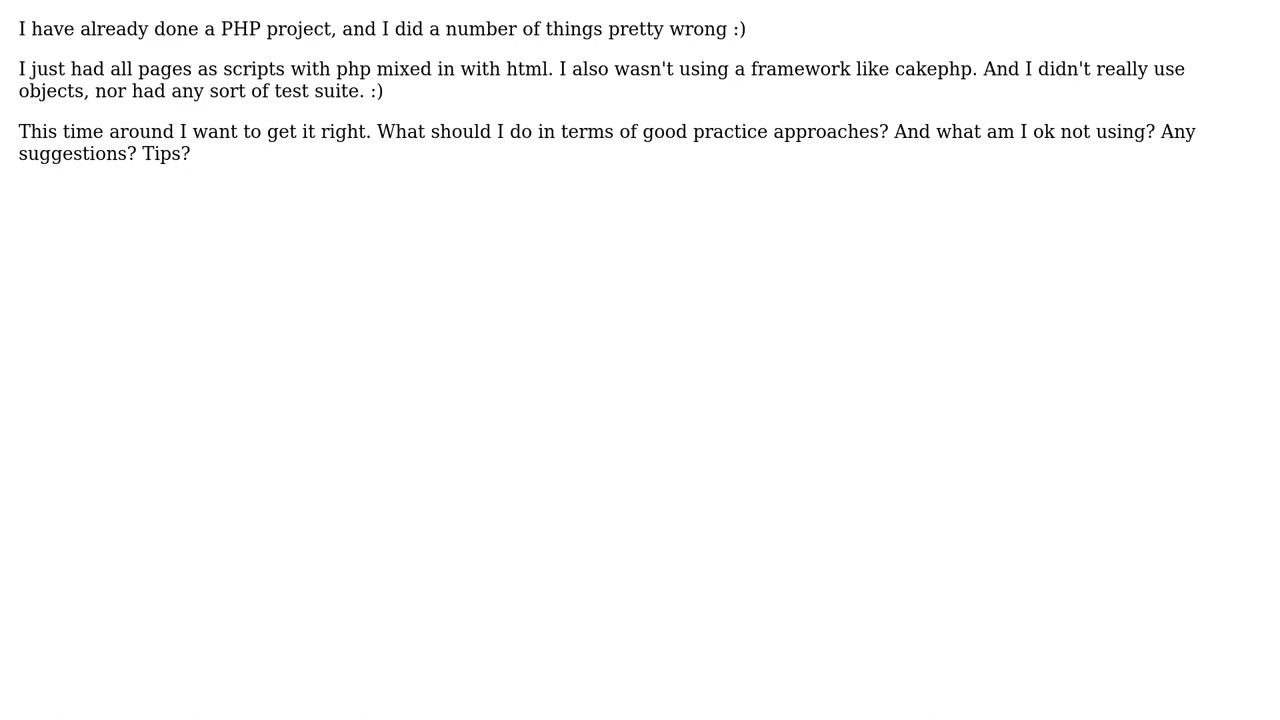 I have already done a PHP project, and I did a number of things pretty wrong :)
I just had all pages as scripts with php mixed in with html. I also wasn't using a framework like cakephp. And I didn't really use
objects, nor had any sort of test suite. :)
This time around I want to get it right. What should I do in terms of good practice approaches? And what am I ok not using? Any
suggestions? Tips?